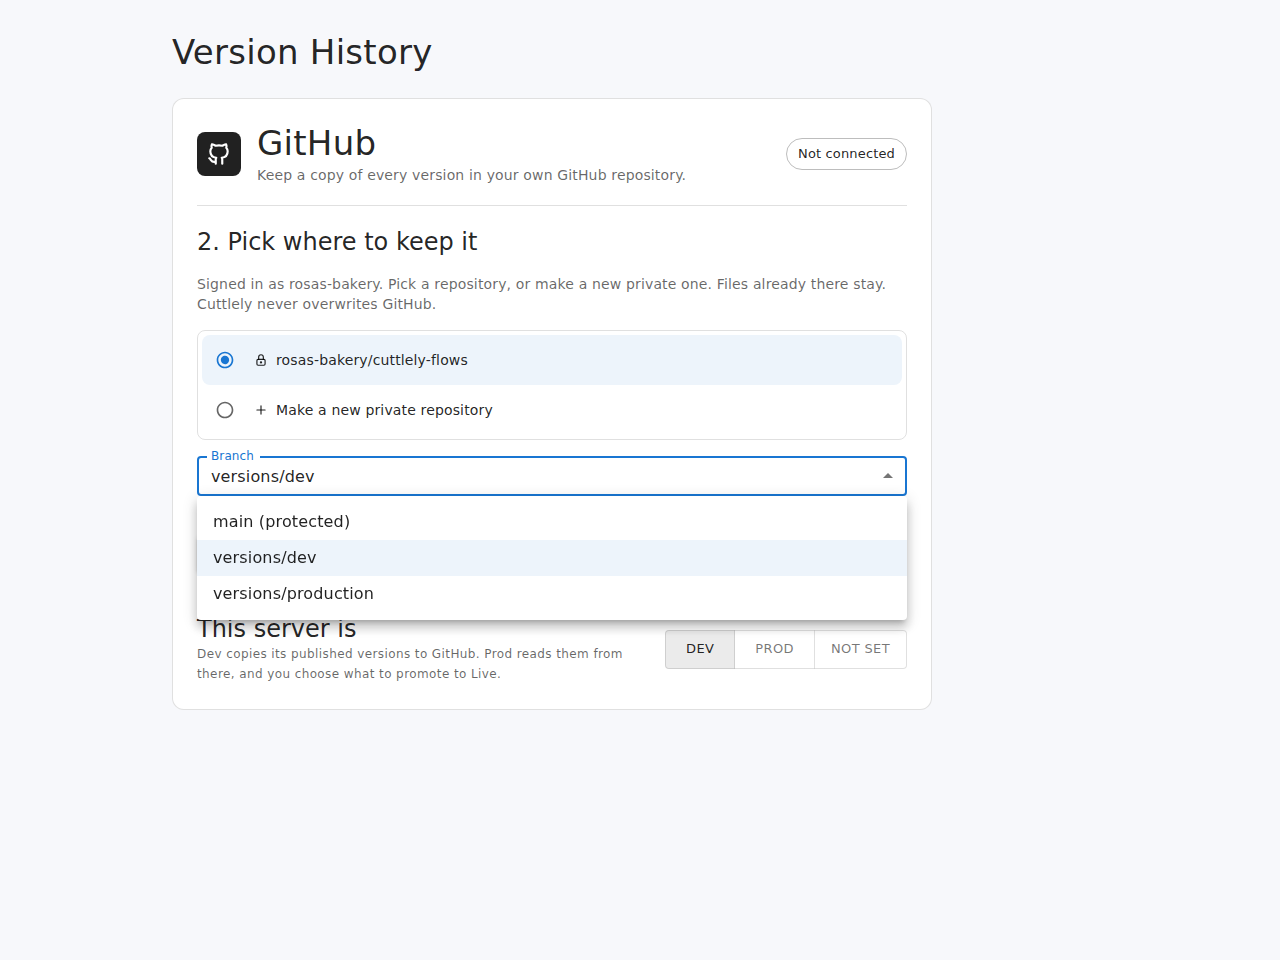 Version History
GitHub
Keep a copy of every version in your own GitHub repository.
Not connected
2. Pick where to keep it
Signed in as rosas-bakery. Pick a repository, or make a new private one. Files already there stay.
Cuttlely never overwrites GitHub.
rosas-bakery/cuttlely-flows
Make a new private repository
Branch
versions/dev
main (protected)
versions/dev
versions/production
This server is
Dev copies its published versions to GitHub. Prod reads them from
there, and you choose what to promote to Live.
DEV
PROD
NOT SET